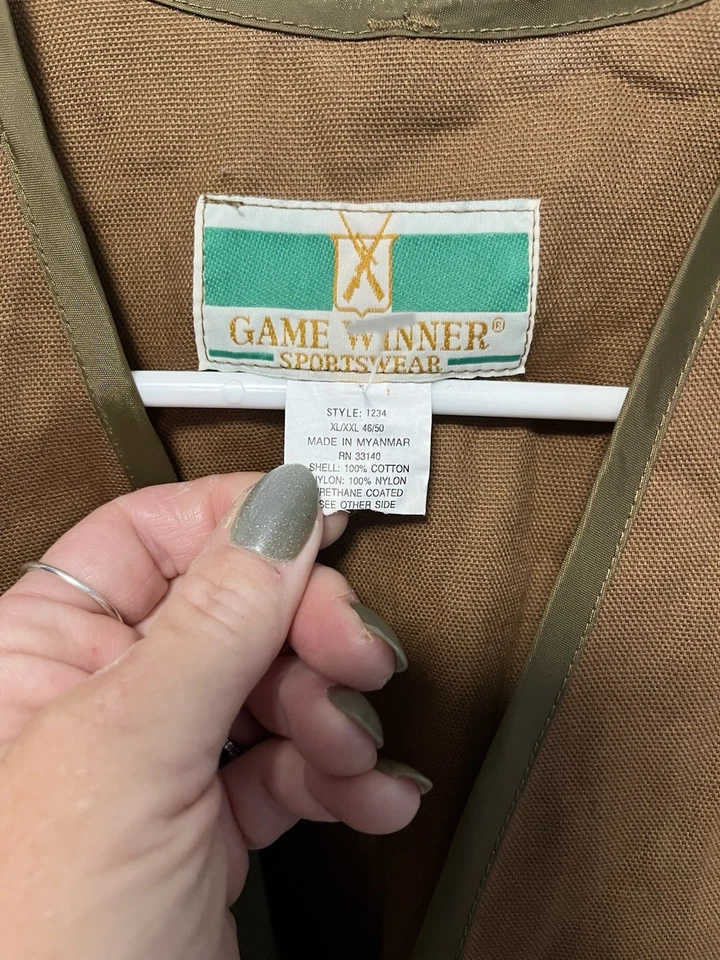 GAME WINNER®
SPORTSWEAR
STYLE: 1234
XL/XXL 46/50
MADE IN MYANMAR
RN 33140
SHELL: 100% COTTON
NYLON: 100% NYLON
URETHANE COATED
SEE OTHER SIDE